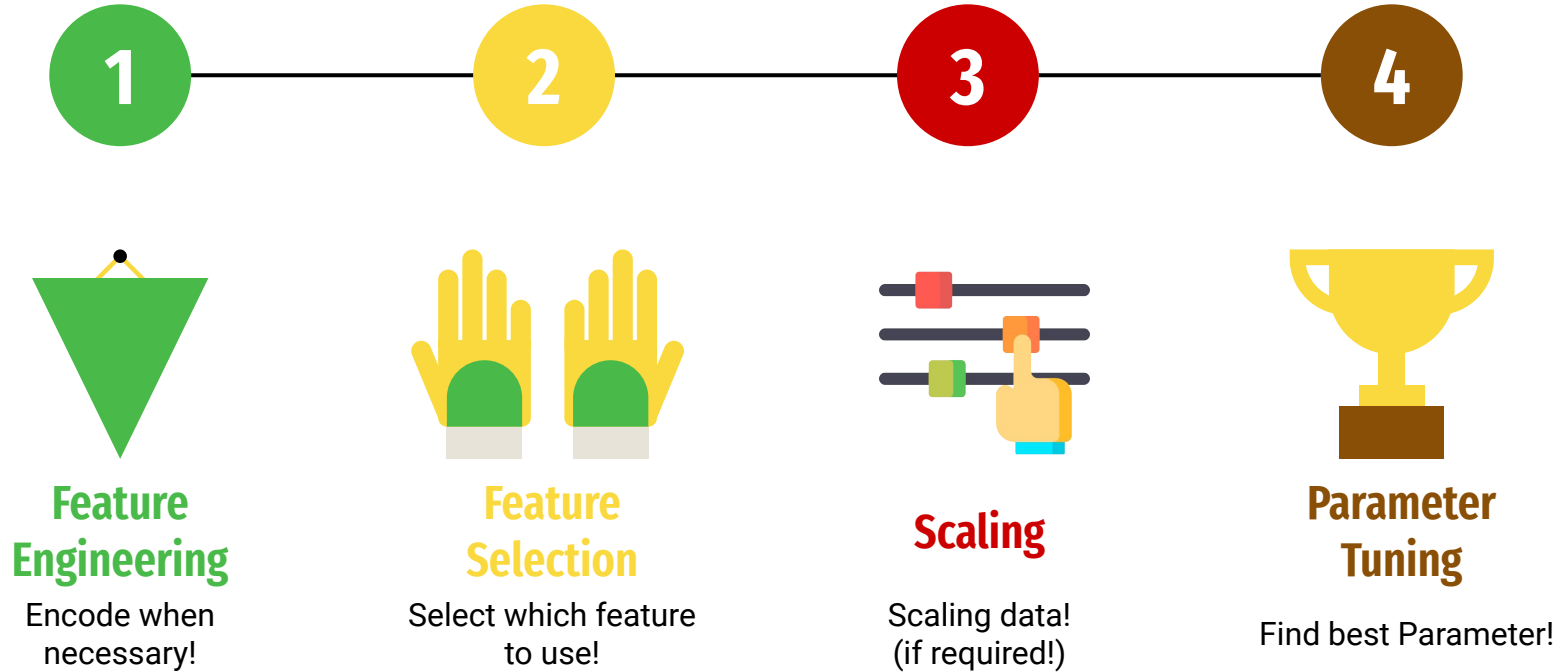 1
2
3
4
Feature
Engineering
Encode when
necessary!
Feature
Selection
Select which feature
to use!
Scaling
Scaling data!
(if required!)
Parameter
Tuning
Find best Parameter!